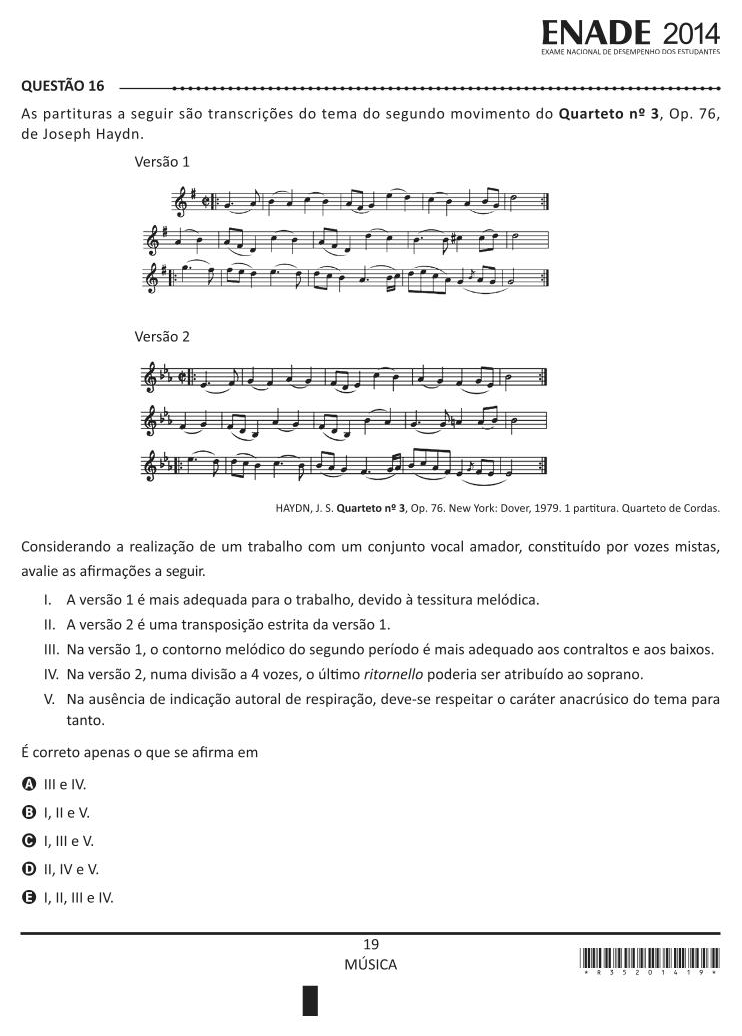 ENADE 2014
EXAME NACIONAL DE DESEMPENHO DOS ESTUDANTES
QUESTÃO 16
As partituras a seguir são transcrições do tema do segundo movimento do Quarteto nº 3, Op. 76,
de Joseph Haydn.
Versão 1
Versão 2
HAYDN, J. S. Quarteto nº 3, Op. 76. New York: Dover, 1979. 1 partitura. Quarteto de Cordas.
Considerando a realização de um trabalho com um conjunto vocal amador, constituído por vozes mistas,
avalie as afirmações a seguir.
I. A versão 1 é mais adequada para o trabalho, devido à tessitura melódica.
II. A versão 2 é uma transposição estrita da versão 1.
III. Na versão 1, o contorno melódico do segundo período é mais adequado aos contraltos e aos baixos.
IV. Na versão 2, numa divisão a 4 vozes, o último ritornello poderia ser atribuído ao soprano.
V. Na ausência de indicação autoral de respiração, deve-se respeitar o caráter anacrúsico do tema para
tanto.
É correto apenas o que se afirma em
A III e IV.
B I, II e V.
C I, III e V.
D II, IV e V.
E I, II, III e IV.
19
MÚSICA
* R 3 5 2 0 1 4 1 9 *